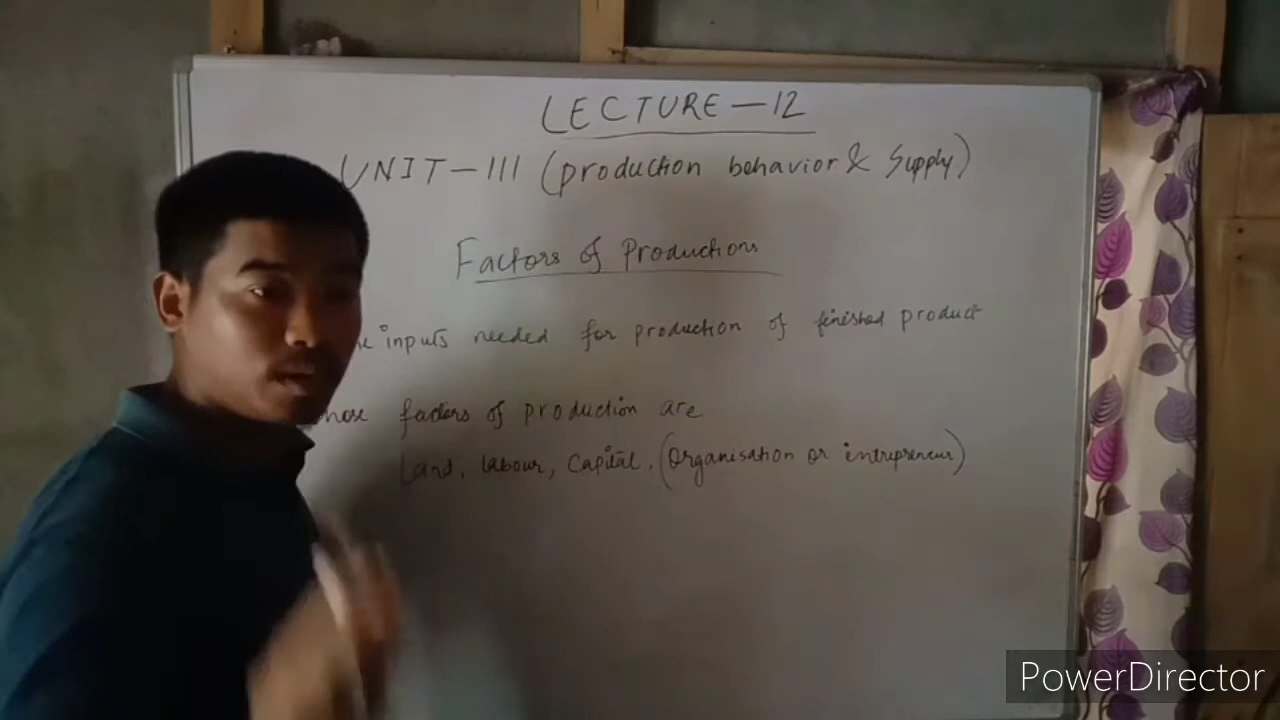 LECTURE - 12
UNIT - III (production behavior & Supply)
Factors of Productions
inputs needed for production of finished product
factors of production are
Land, labour, Capital, (Organisation or intrepreneur)
PowerDirector